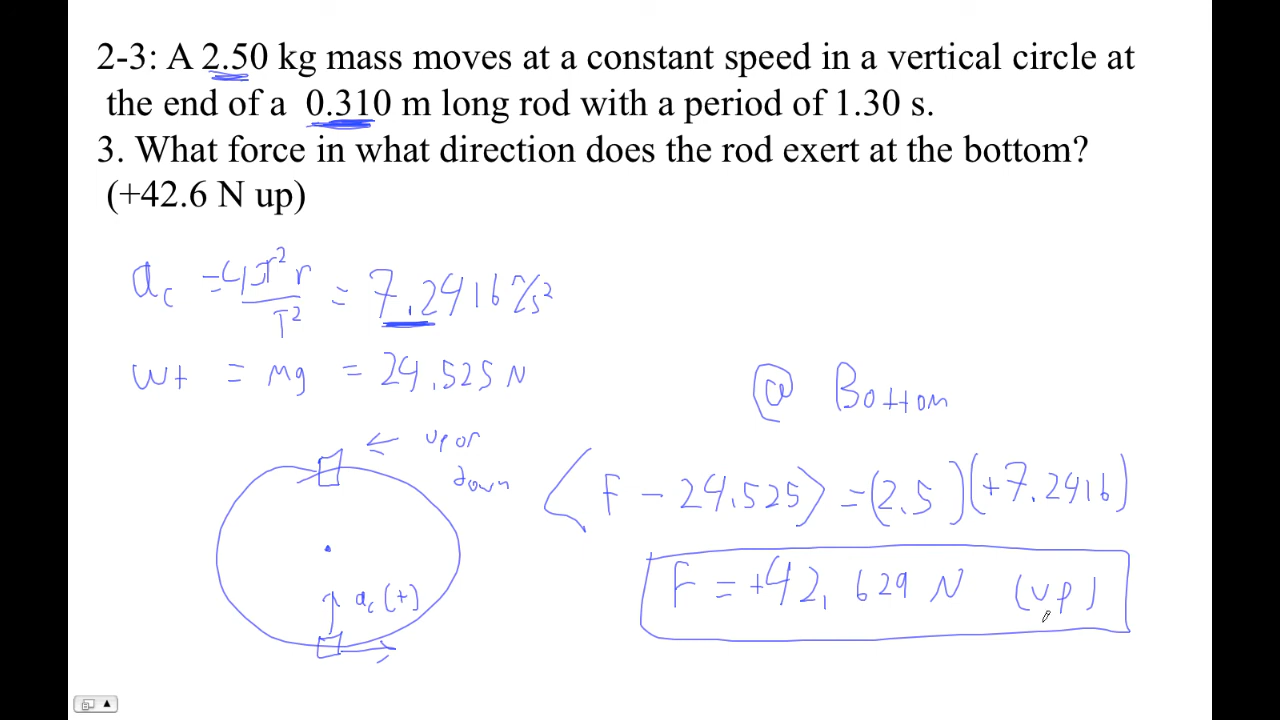 2-3: A 2.50 kg mass moves at a constant speed in a vertical circle at
the end of a 0.310 m long rod with a period of 1.30 s.
3. What force in what direction does the rod exert at the bottom?
(+42.6 N up)
a_c = 4π²r/T² = 7.2416 m/s²
wt = mg = 24.525 N
@ Bottom
← up or
down
⟨F - 24.525⟩ = (2.5)(+7.2416)
F = +42.629 N (up)
a_c (+)